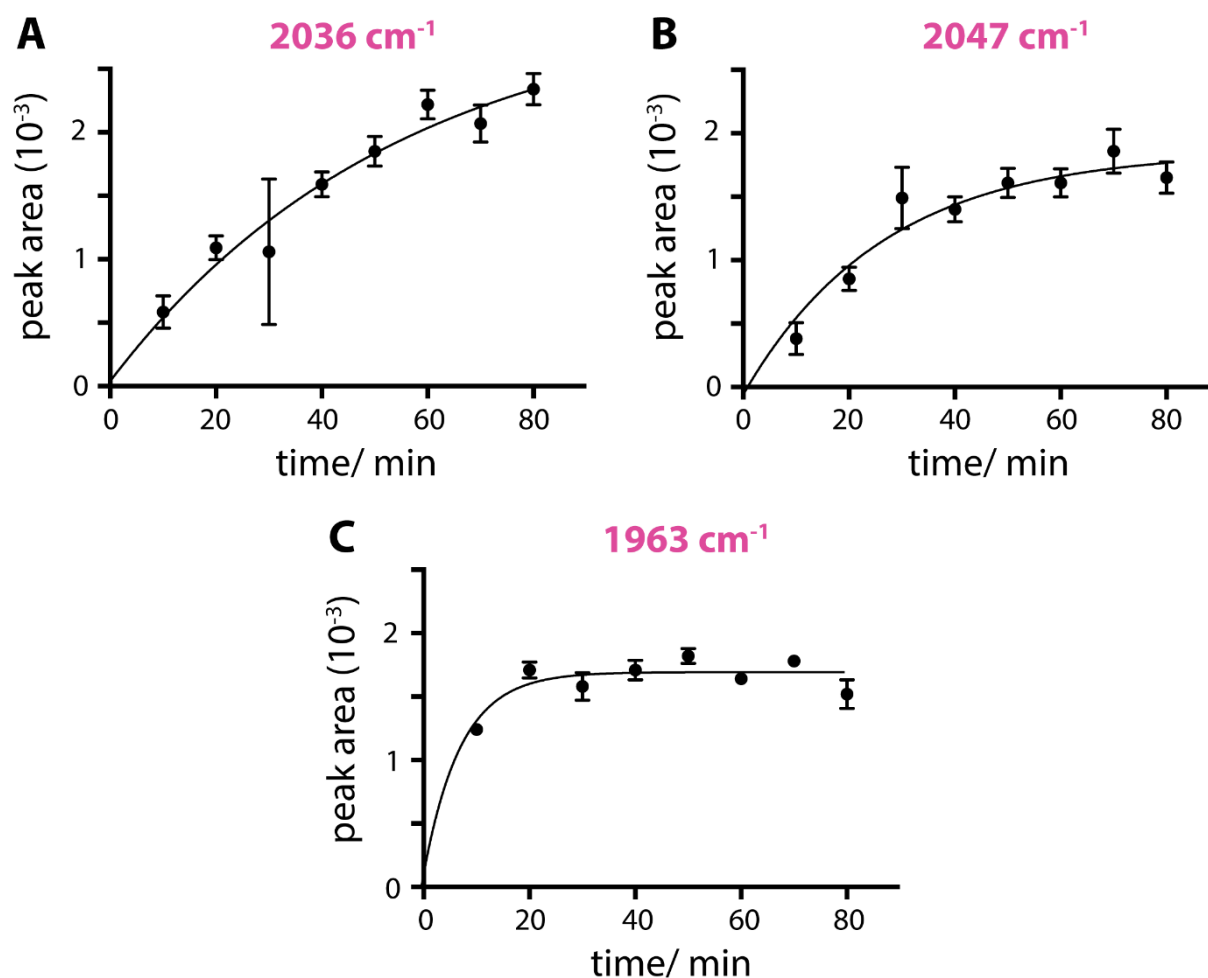 A
2036 cm⁻¹
peak area (10⁻³)
2
1
0
0 20 40 60 80
time/ min
B
2047 cm⁻¹
peak area (10⁻³)
2
1
0
0 20 40 60 80
time/ min
C
1963 cm⁻¹
peak area (10⁻³)
2
1
0
0 20 40 60 80
time/ min